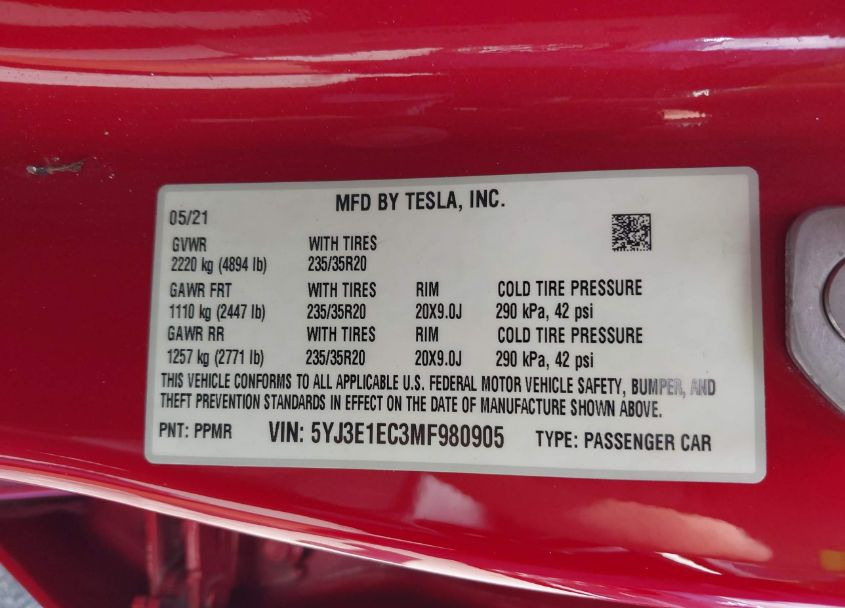 MFD BY TESLA, INC.
05/21
GVWR WITH TIRES
2220 kg (4894 lb) 235/35R20
GAWR FRT WITH TIRES RIM COLD TIRE PRESSURE
1110 kg (2447 lb) 235/35R20 20X9.0J 290 kPa, 42 psi
GAWR RR WITH TIRES RIM COLD TIRE PRESSURE
1257 kg (2771 lb) 235/35R20 20X9.0J 290 kPa, 42 psi
THIS VEHICLE CONFORMS TO ALL APPLICABLE U.S. FEDERAL MOTOR VEHICLE SAFETY, BUMPER, AND
THEFT PREVENTION STANDARDS IN EFFECT ON THE DATE OF MANUFACTURE SHOWN ABOVE.
PNT: PPMR VIN: 5YJ3E1EC3MF980905 TYPE: PASSENGER CAR